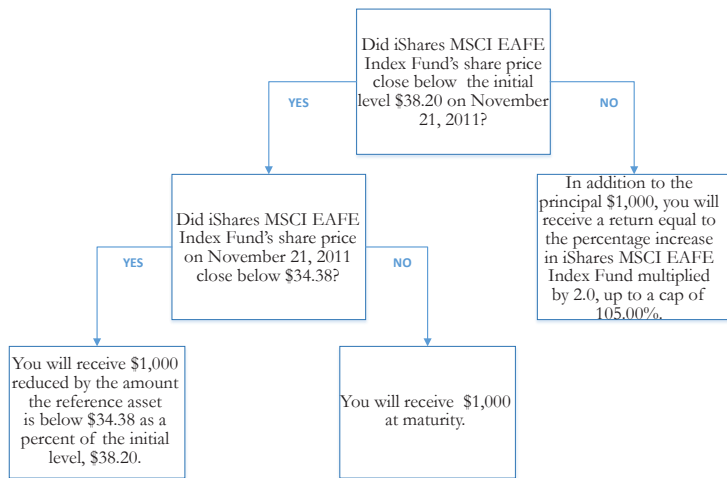 Did iShares MSCI EAFE
Index Fund's share price
close below the initial
level $38.20 on November
21, 2011?
YES
NO
Did iShares MSCI EAFE
Index Fund's share price
on November 21, 2011
close below $34.38?
In addition to the
principal $1,000, you will
receive a return equal to
the percentage increase
in iShares MSCI EAFE
Index Fund multiplied
by 2.0, up to a cap of
105.00%.
YES
NO
You will receive $1,000
reduced by the amount
the reference asset
is below $34.38 as a
percent of the initial
level, $38.20.
You will receive $1,000
at maturity.